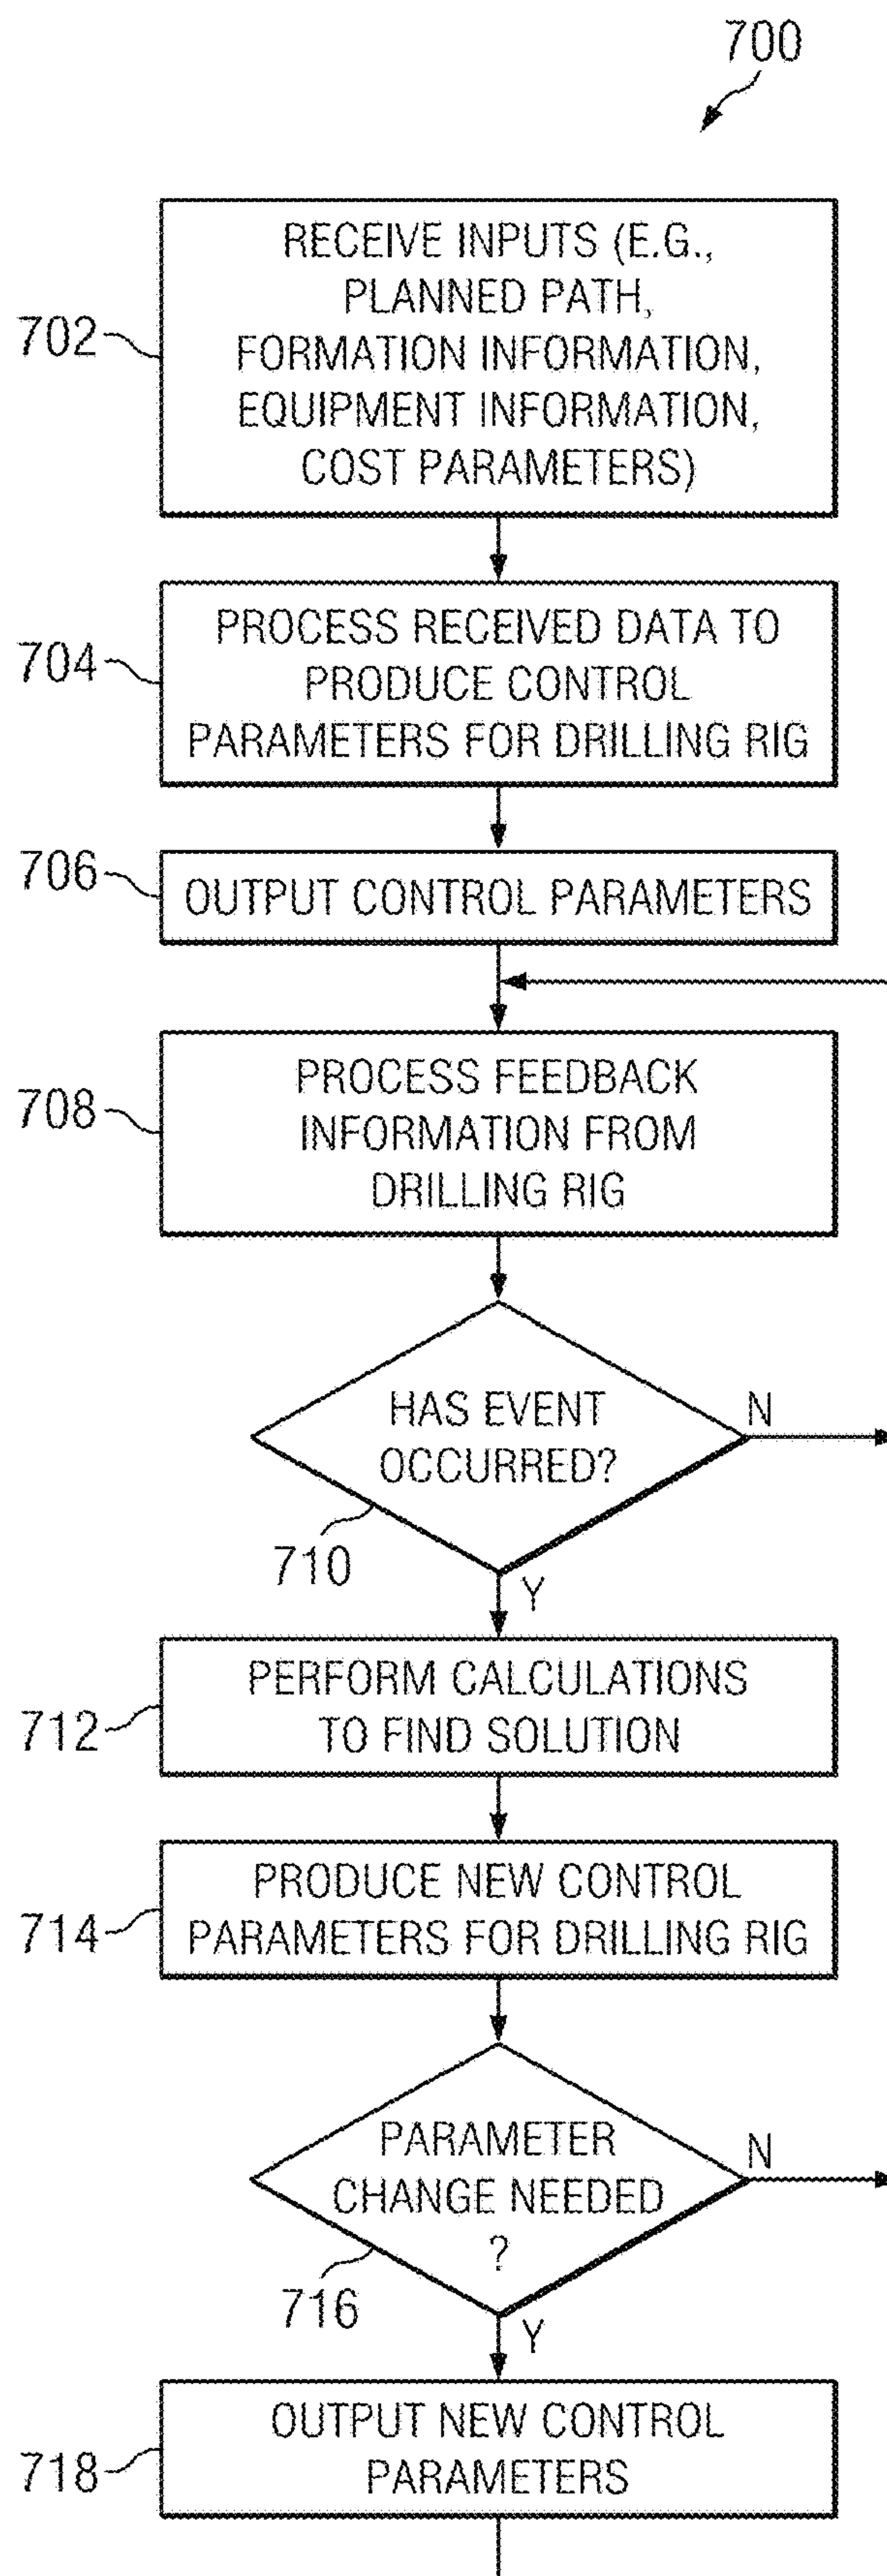 700
702
RECEIVE INPUTS (E.G.,
PLANNED PATH,
FORMATION INFORMATION,
EQUIPMENT INFORMATION,
COST PARAMETERS)
704
PROCESS RECEIVED DATA TO
PRODUCE CONTROL
PARAMETERS FOR DRILLING RIG
706
OUTPUT CONTROL PARAMETERS
708
PROCESS FEEDBACK
INFORMATION FROM
DRILLING RIG
HAS EVENT
OCCURRED?
N
710
Y
712
PERFORM CALCULATIONS
TO FIND SOLUTION
714
PRODUCE NEW CONTROL
PARAMETERS FOR DRILLING RIG
PARAMETER
CHANGE NEEDED
?
N
716
Y
718
OUTPUT NEW CONTROL
PARAMETERS